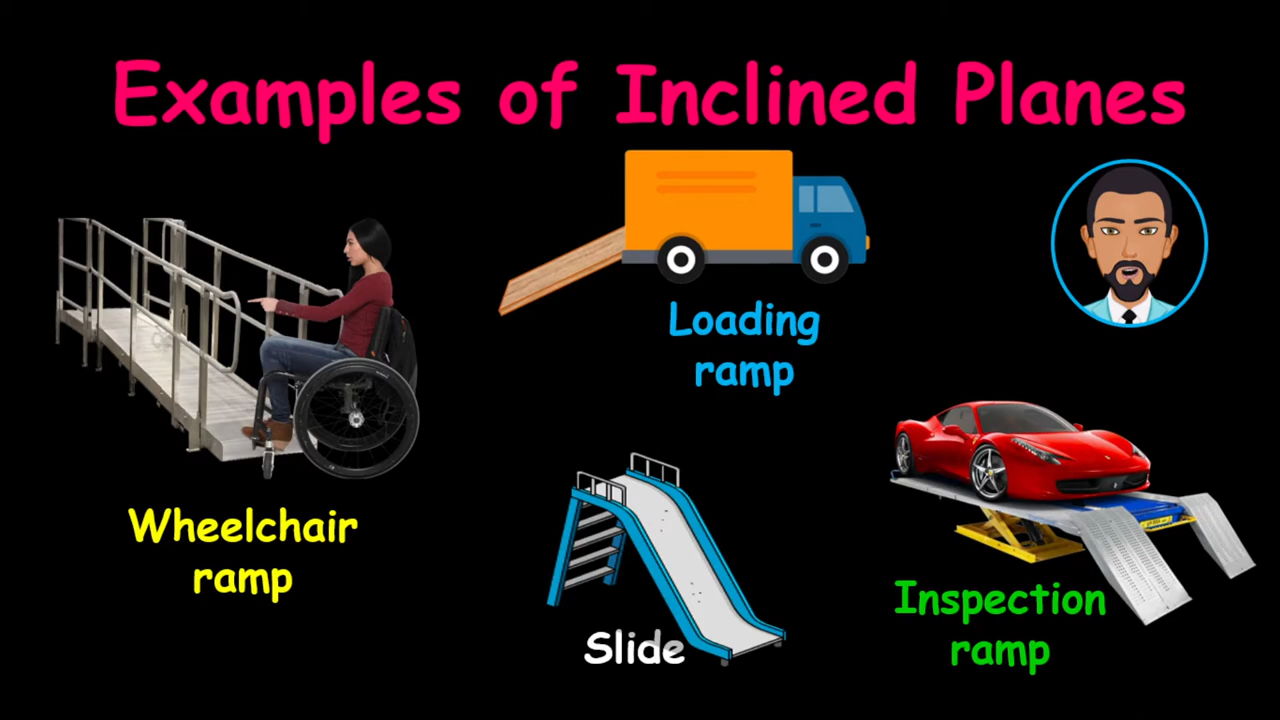 Examples of Inclined Planes
Loading
ramp
Wheelchair
ramp
Slide
Inspection
ramp